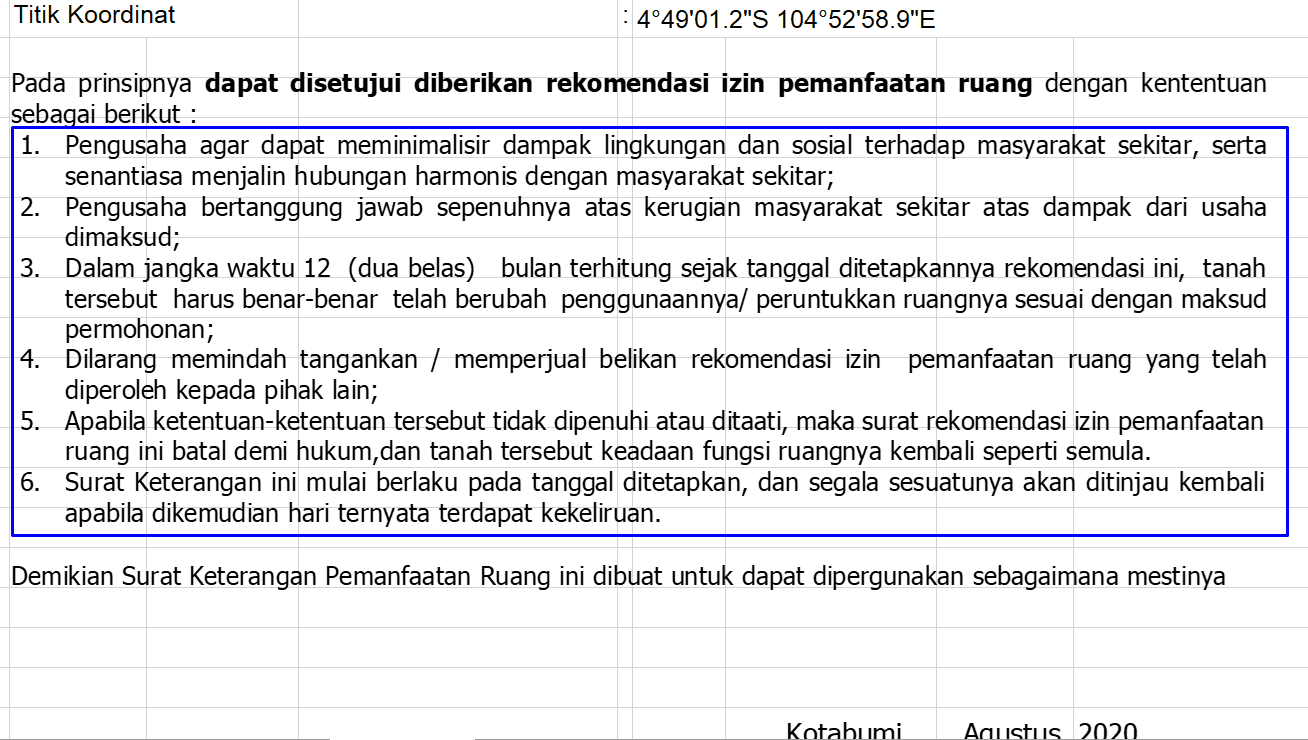 Titik Koordinat : 4°49'01.2"S 104°52'58.9"E
Pada prinsipnya dapat disetujui diberikan rekomendasi izin pemanfaatan ruang dengan kententuan
sebagai berikut :
1. Pengusaha agar dapat meminimalisir dampak lingkungan dan sosial terhadap masyarakat sekitar, serta
senantiasa menjalin hubungan harmonis dengan masyarakat sekitar;
2. Pengusaha bertanggung jawab sepenuhnya atas kerugian masyarakat sekitar atas dampak dari usaha
dimaksud;
3. Dalam jangka waktu 12 (dua belas) bulan terhitung sejak tanggal ditetapkannya rekomendasi ini, tanah
tersebut harus benar-benar telah berubah penggunaannya/ peruntukkan ruangnya sesuai dengan maksud
permohonan;
4. Dilarang memindah tangankan / memperjual belikan rekomendasi izin pemanfaatan ruang yang telah
diperoleh kepada pihak lain;
5. Apabila ketentuan-ketentuan tersebut tidak dipenuhi atau ditaati, maka surat rekomendasi izin pemanfaatan
ruang ini batal demi hukum,dan tanah tersebut keadaan fungsi ruangnya kembali seperti semula.
6. Surat Keterangan ini mulai berlaku pada tanggal ditetapkan, dan segala sesuatunya akan ditinjau kembali
apabila dikemudian hari ternyata terdapat kekeliruan.
Demikian Surat Keterangan Pemanfaatan Ruang ini dibuat untuk dapat dipergunakan sebagaimana mestinya
Kotabumi Agustus 2020